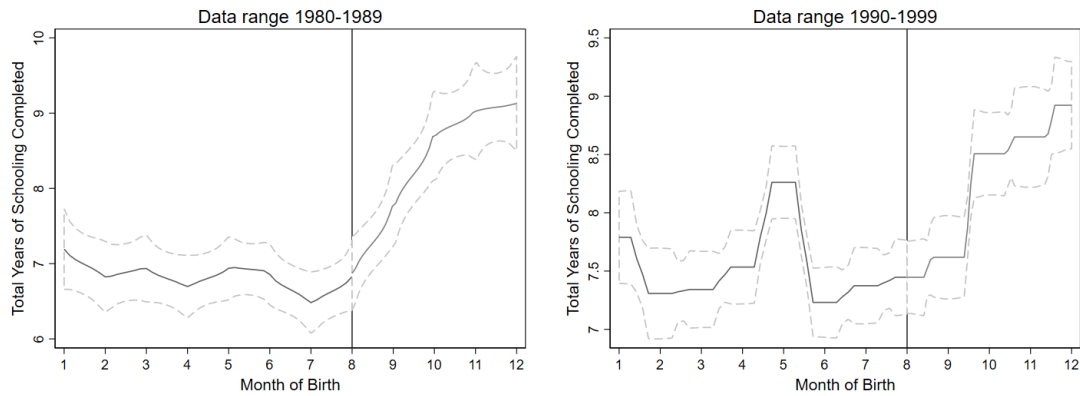 Data range 1980-1989
Total Years of Schooling Completed
10
9
8
7
6
1 2 3 4 5 6 7 8 9 10 11 12
Month of Birth
Data range 1990-1999
Total Years of Schooling Completed
9.5
9
8.5
8
7.5
7
1 2 3 4 5 6 7 8 9 10 11 12
Month of Birth